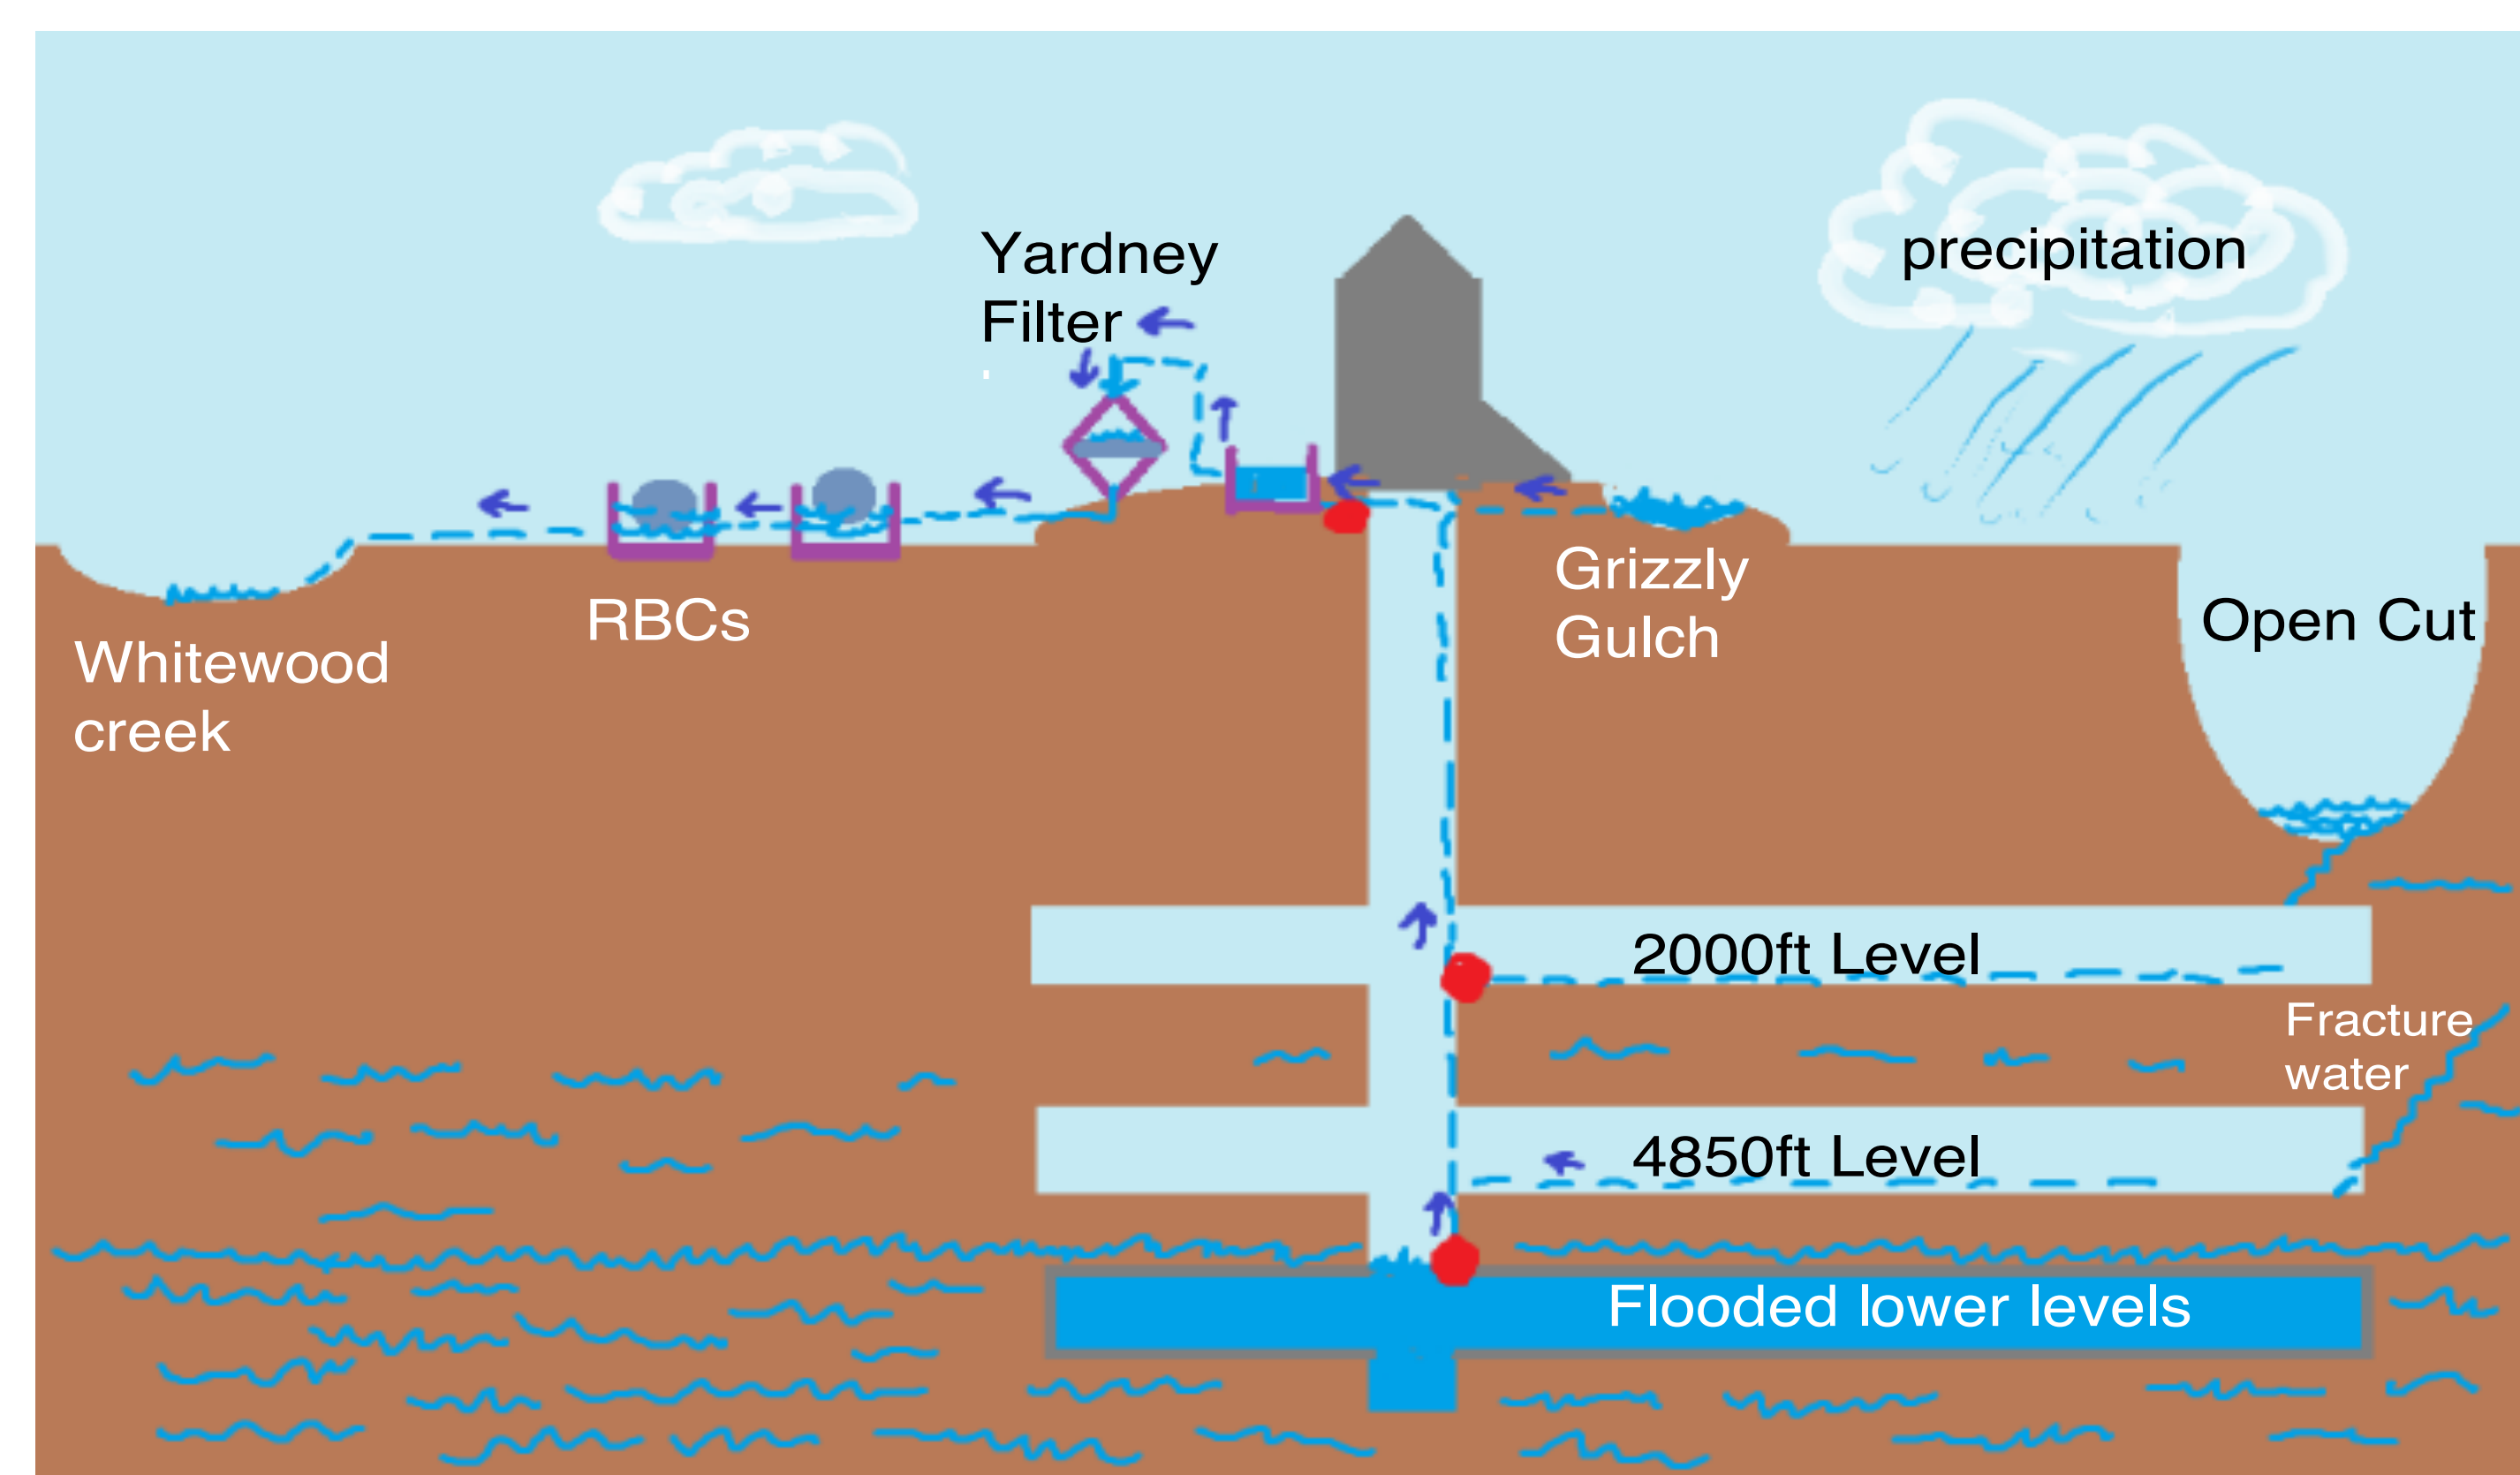 Yardney
Filter
precipitation
Grizzly
Gulch
Open Cut
RBCs
Whitewood
creek
2000ft Level
Fracture
water
4850ft Level
Flooded lower levels